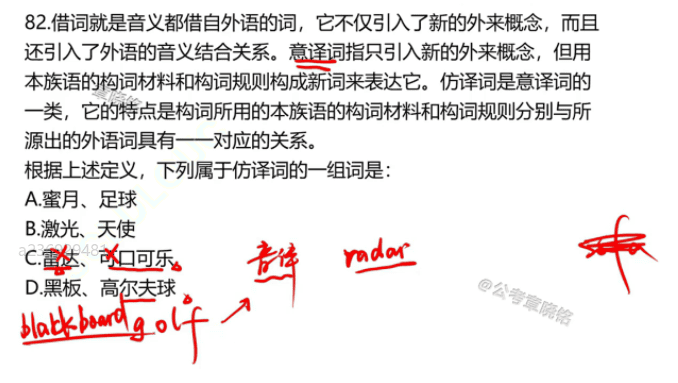 82.借词就是音义都借自外语的词，它不仅引入了新的外来概念，而且
还引入了外语的音义结合关系。意译词指只引入新的外来概念，但用
本族语的构词材料和构词规则构成新词来表达它。仿译词是意译词的
一类，它的特点是构词所用的本族语的构词材料和构词规则分别与所
源出的外语词具有一一对应的关系。
根据上述定义，下列属于仿译词的一组词是：
A.蜜月、足球
B.激光、天使
C.雷达、可口可乐
音译 radar
D.黑板、高尔夫球
blackboard golf
@公考章晓铭
章晓铭